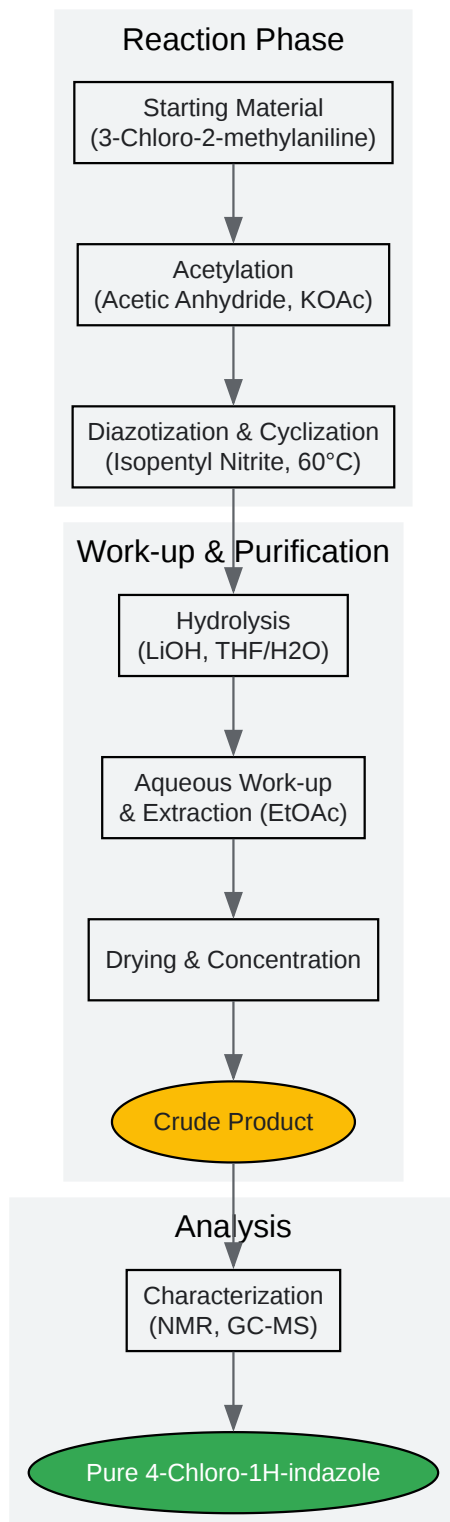 Reaction Phase
Starting Material
(3-Chloro-2-methylaniline)
Acetylation
(Acetic Anhydride, KOAc)
Diazotization & Cyclization
(Isopentyl Nitrite, 60°C)
Work-up & Purification
Hydrolysis
(LiOH, THF/H2O)
Aqueous Work-up
& Extraction (EtOAc)
Drying & Concentration
Crude Product
Analysis
Characterization
(NMR, GC-MS)
Pure 4-Chloro-1H-indazole